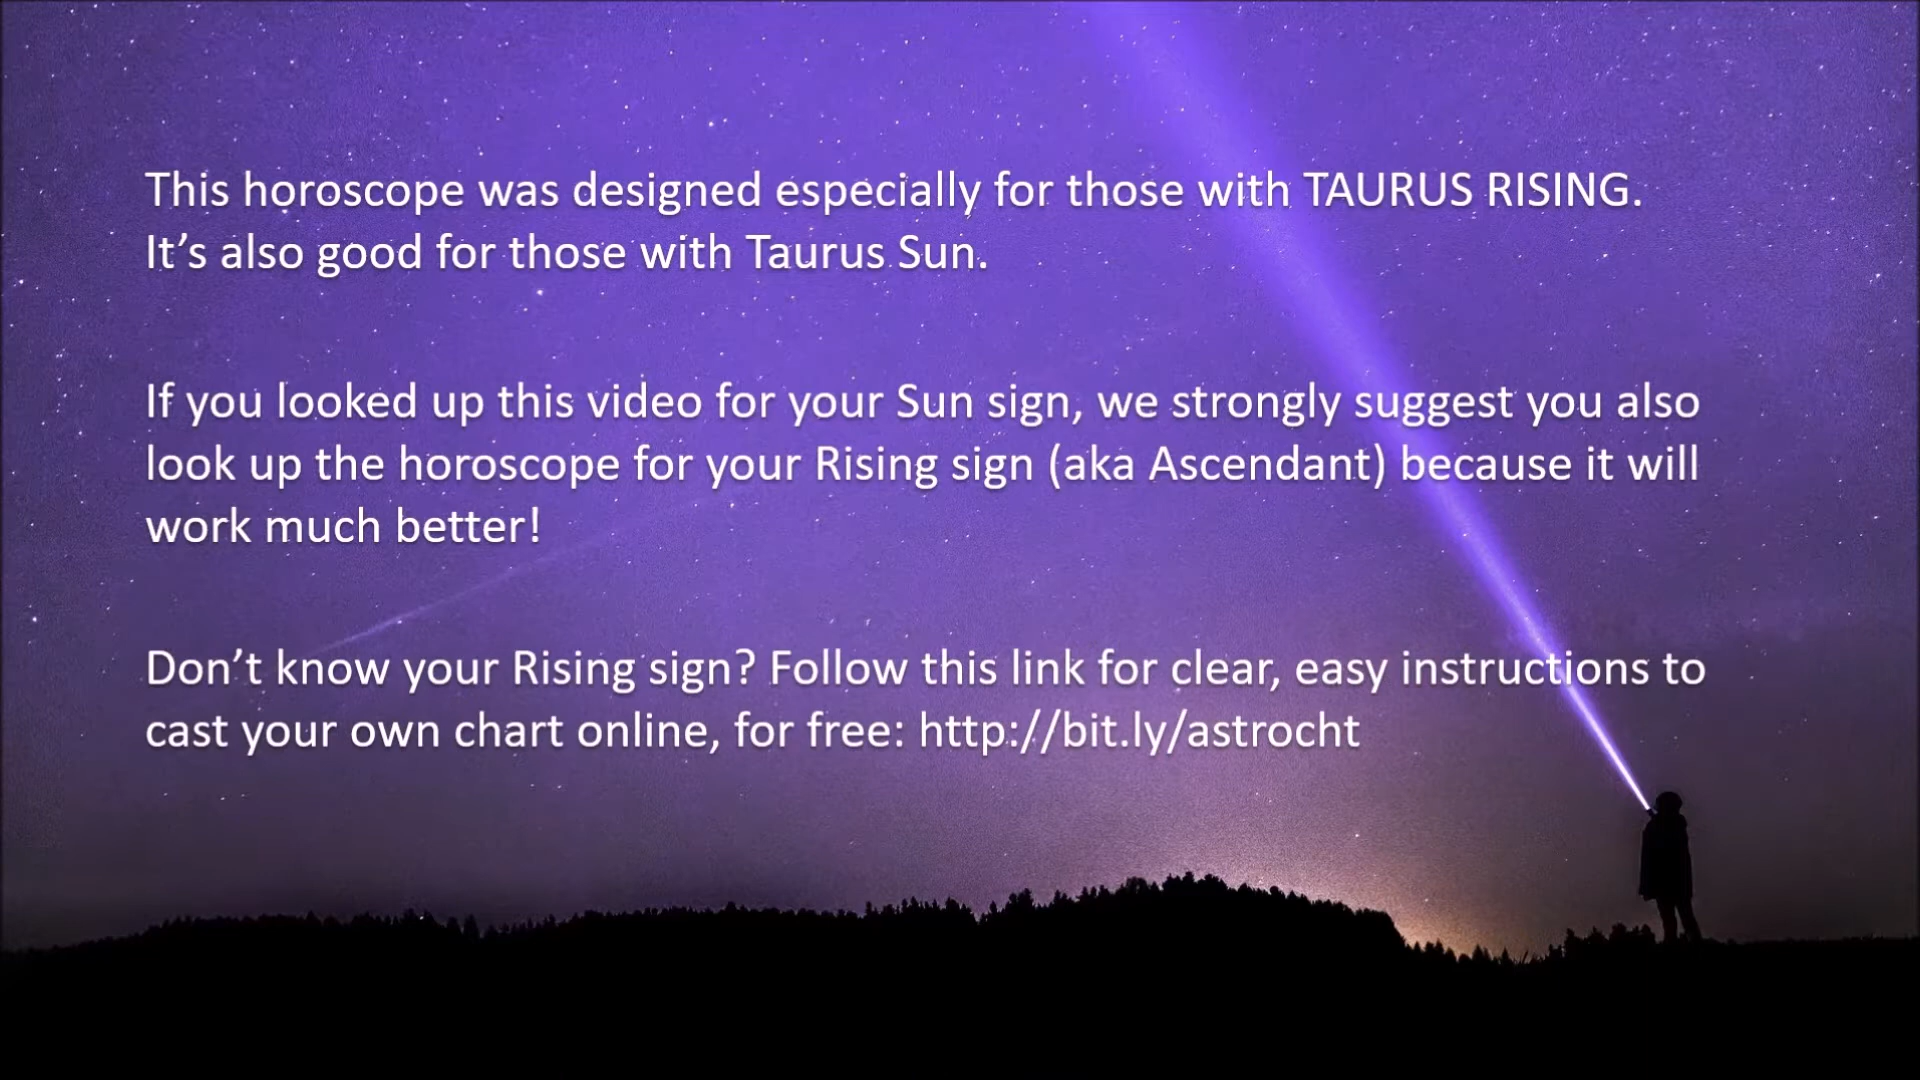 This horoscope was designed especially for those with TAURUS RISING.
It’s also good for those with Taurus Sun.
If you looked up this video for your Sun sign, we strongly suggest you also
look up the horoscope for your Rising sign (aka Ascendant) because it will
work much better!
Don’t know your Rising sign? Follow this link for clear, easy instructions to
cast your own chart online, for free: http://bit.ly/astrocht